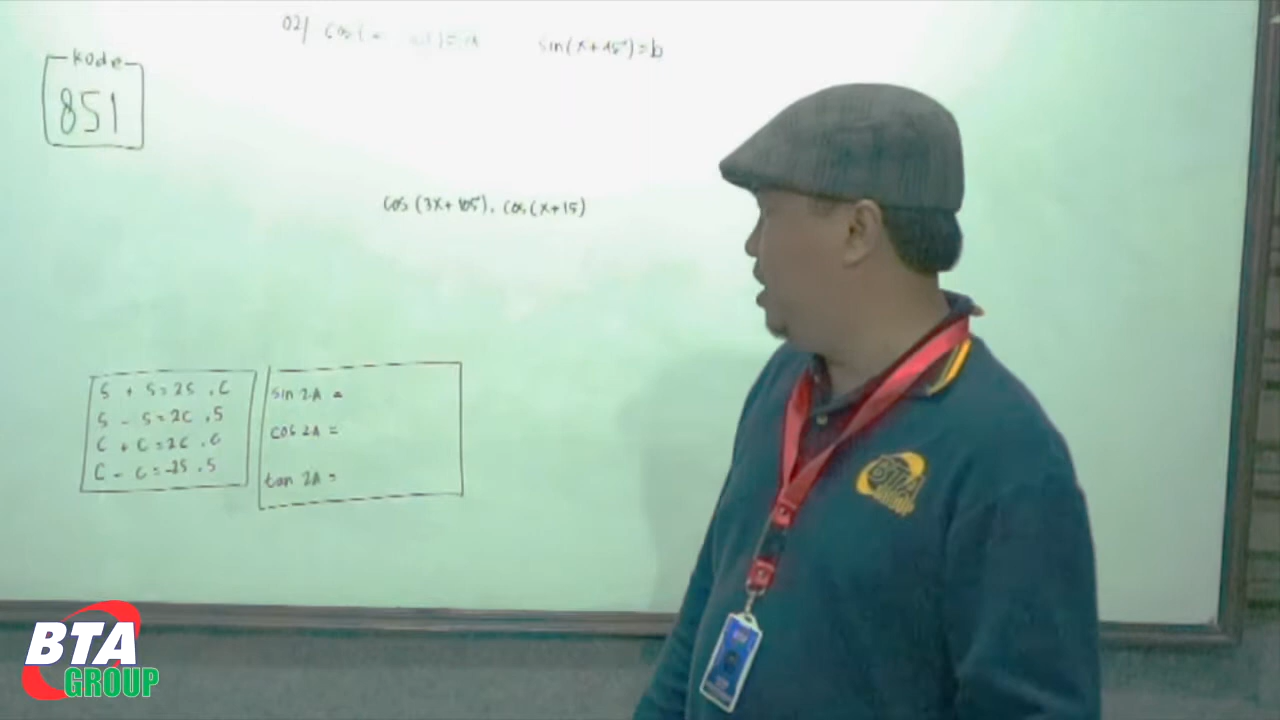 02) cos( sin(x+45°)=b
kode
851
cos (3x+105). cos(x+15)
S + S = 2S . C
S - S = 2C . S
C + C = 2C . C
C - C = -2S . S
sin 2A =
cos 2A =
tan 2A =
BTA
GROUP
BTA
GROUP